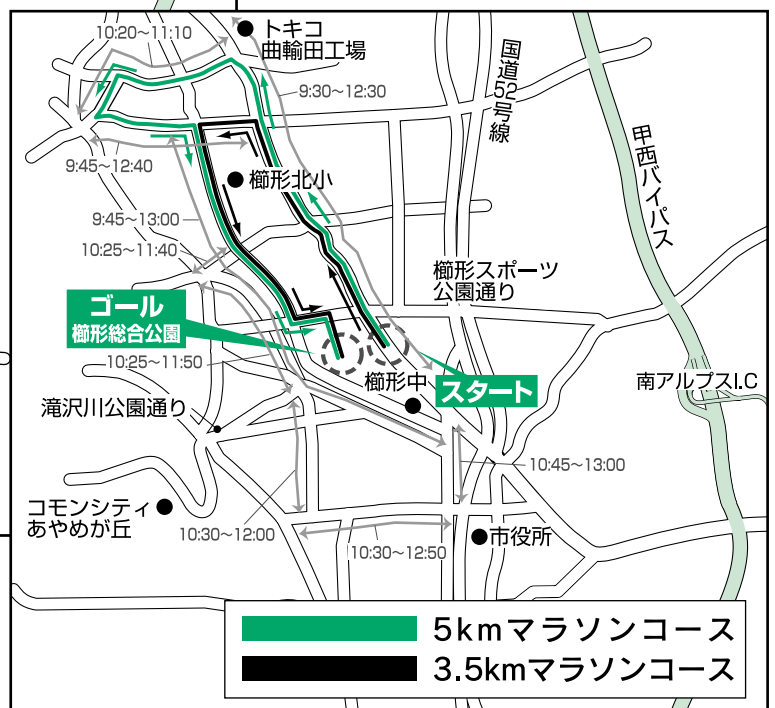 10:20〜11:10
トキコ
曲輪田工場
国道52号線
9:30〜12:30
甲西バイパス
9:45〜12:40
櫛形北小
9:45〜13:00
10:25〜11:40
櫛形スポーツ
公園通り
ゴール
櫛形総合公園
10:25〜11:50
櫛形中
スタート
南アルプスI.C
滝沢川公園通り
10:45〜13:00
コモンシティ
あやめが丘
10:30〜12:00
10:30〜12:50
市役所
5kmマラソンコース
3.5kmマラソンコース